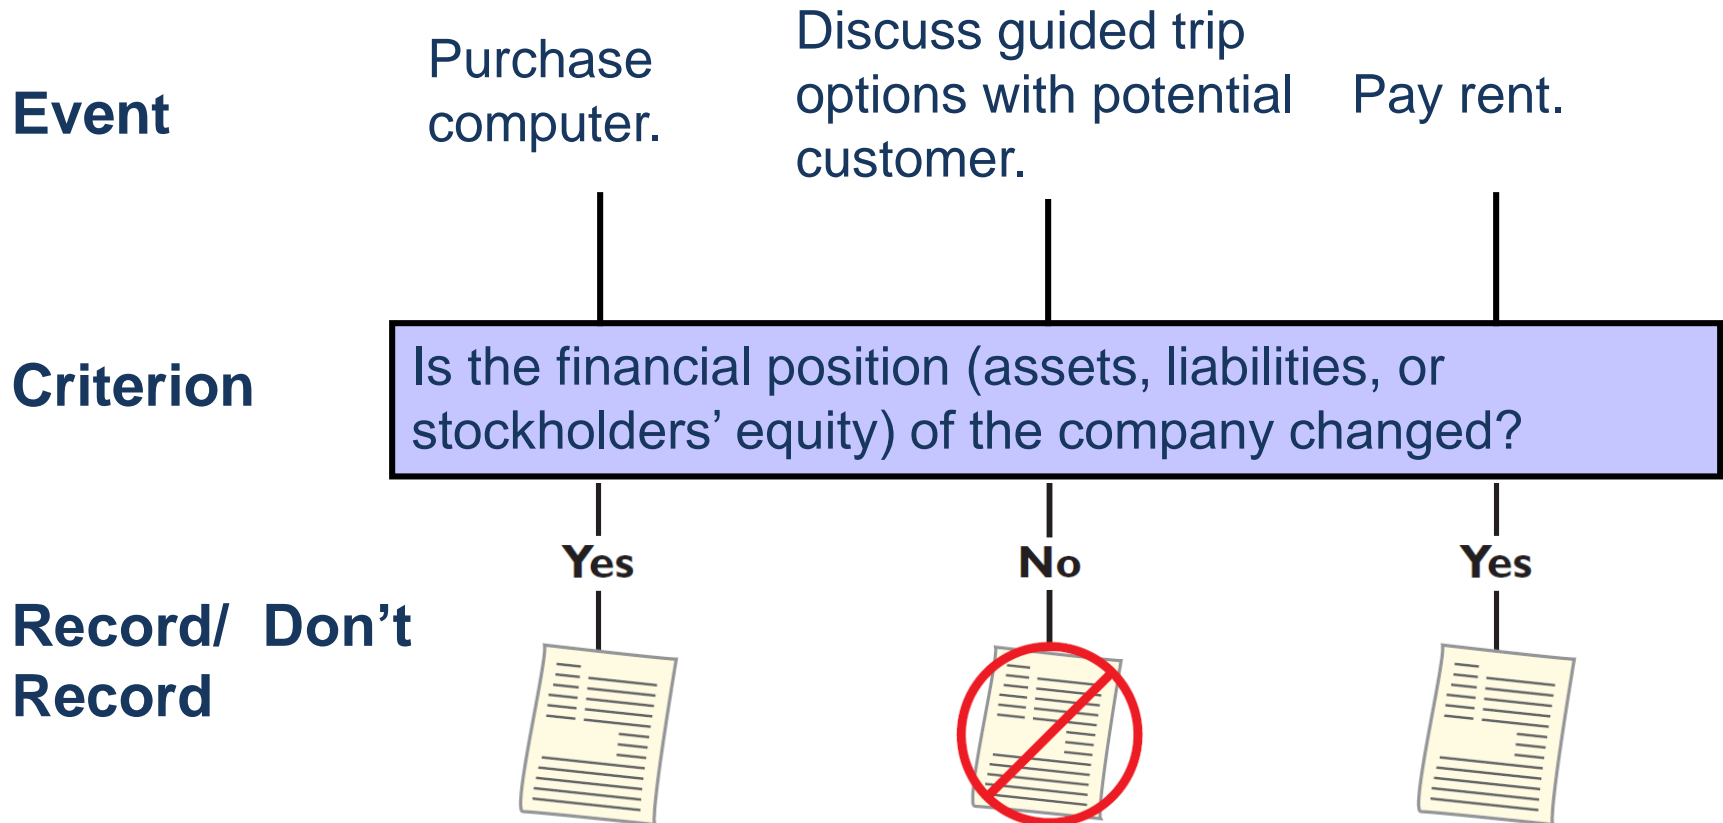 Event
Purchase
computer.
Discuss guided trip
options with potential
customer.
Pay rent.
Criterion
Is the financial position (assets, liabilities, or
stockholders’ equity) of the company changed?
Yes
No
Yes
Record/  Don’t
Record